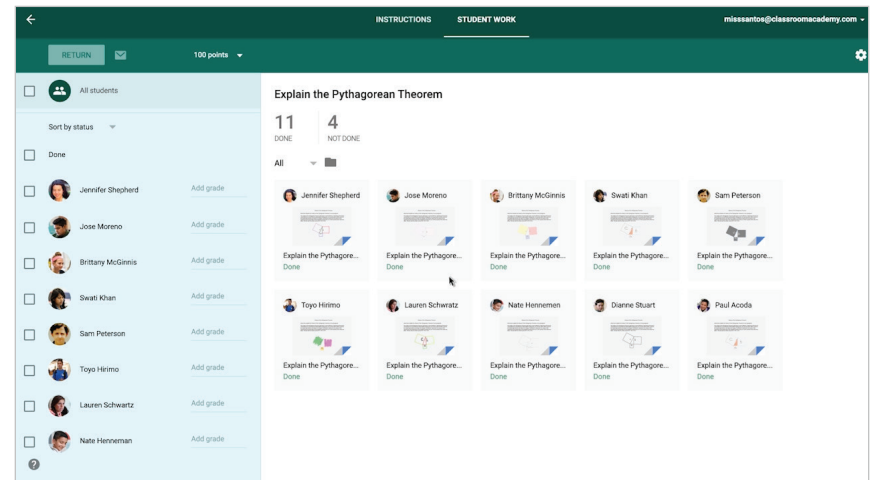 INSTRUCTIONS STUDENT WORK misssantos@classroomacademy.com
RETURN 100 points
All students
Sort by status
Done
Jennifer Shepherd Add grade
Jose Moreno Add grade
Brittany McGinnis Add grade
Swati Khan Add grade
Sam Peterson Add grade
Toyo Hirimo Add grade
Lauren Schwartz Add grade
Nate Henneman Add grade
Explain the Pythagorean Theorem
11 4
DONE NOT DONE
All
Jennifer Shepherd Jose Moreno Brittany McGinnis Swati Khan Sam Peterson
Explain the Pythagore... Explain the Pythagore... Explain the Pythagore... Explain the Pythagore... Explain the Pythagore...
Done Done Done Done Done
Toyo Hirimo Lauren Schwratz Nate Hennemen Dianne Stuart Paul Acoda
Explain the Pythagore... Explain the Pythagore... Explain the Pythagore... Explain the Pythagore... Explain the Pythagore...
Done Done Done Done Done